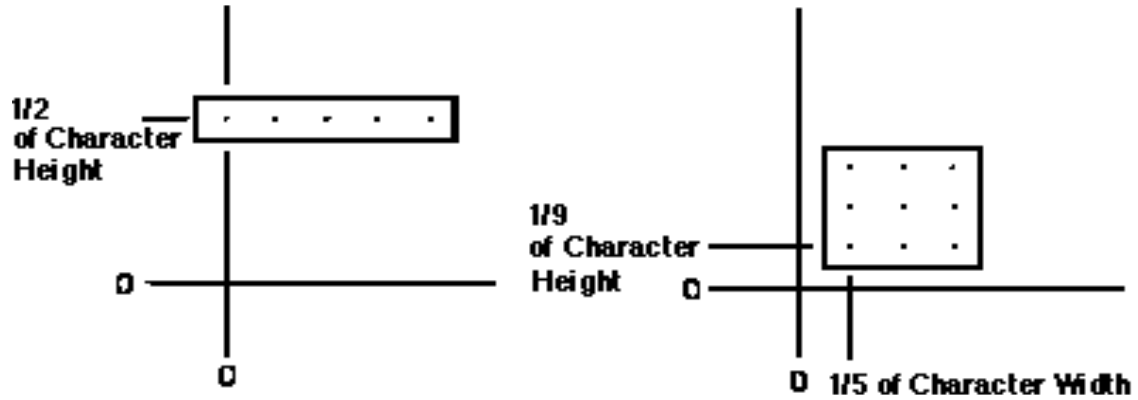 1/2
of Character
Height
0
0
1/9
of Character
Height
0
0
1/5 of Character Width